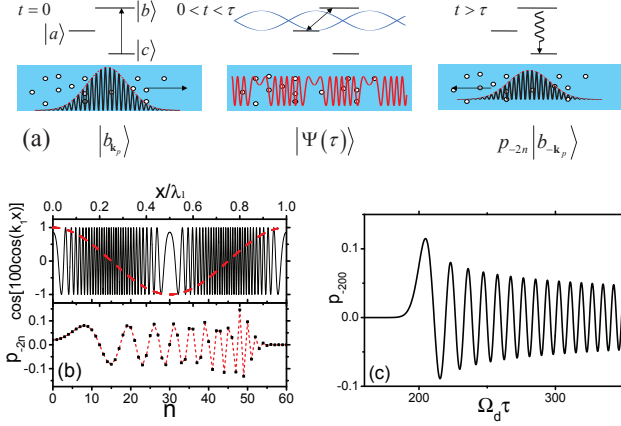 t = 0
|a⟩
|b⟩
|c⟩
0 < t < τ
t > τ
(a)
|b_{k_p}⟩
|Ψ(τ)⟩
p_{-2n} |b_{-k_p}⟩
x/λ₁
0.0 0.2 0.4 0.6 0.8 1.0
cos[100cos(k₁x)]
1
0
-1
p_{-2n}
0.1
0.0
-0.1
(b)
0 10 20 30 40 50 60
n
p_{-200}
0.1
0.0
-0.1
(c)
200 300
Ω_dτ